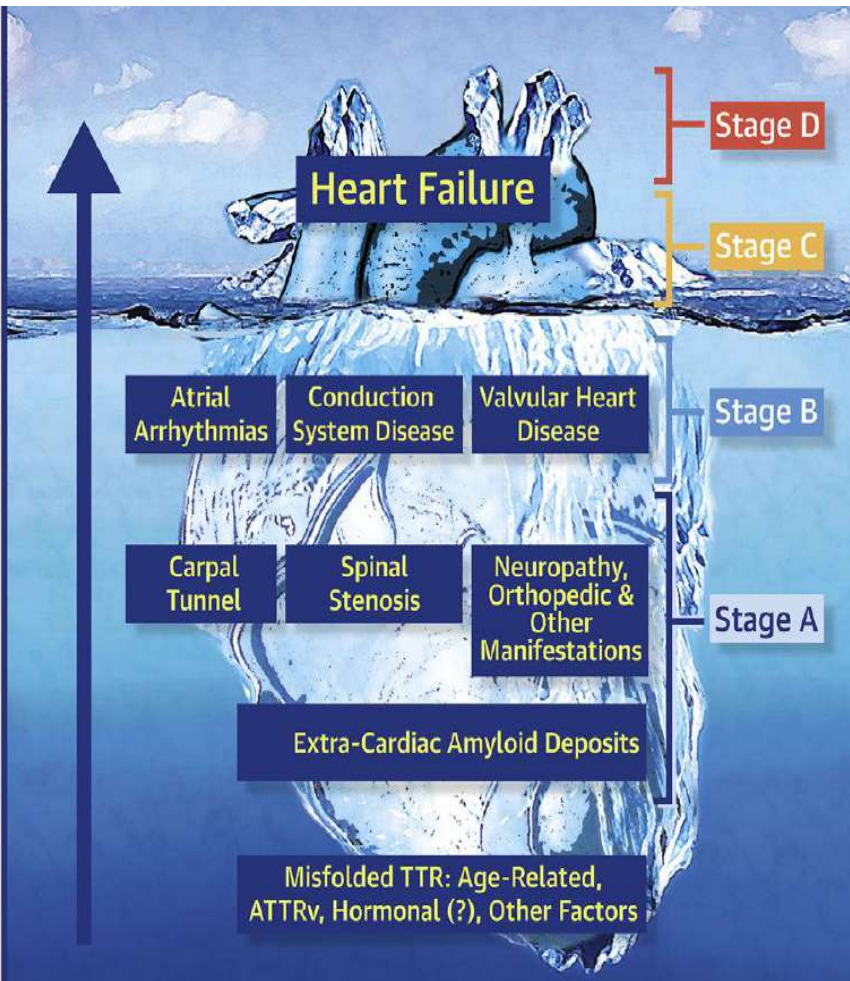 Stage D
Heart Failure
Stage C
Atrial
Arrhythmias
Conduction
System Disease
Valvular Heart
Disease
Stage B
Carpal
Tunnel
Spinal
Stenosis
Neuropathy,
Orthopedic &
Other
Manifestations
Stage A
Extra-Cardiac Amyloid Deposits
Misfolded TTR: Age-Related,
ATTRv, Hormonal (?), Other Factors